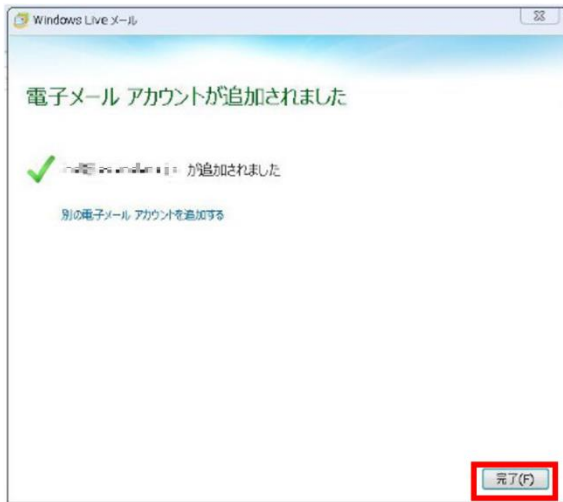 Windows Live メール
電子メール アカウントが追加されました
が追加されました
別の電子メール アカウントを追加する
完了(F)